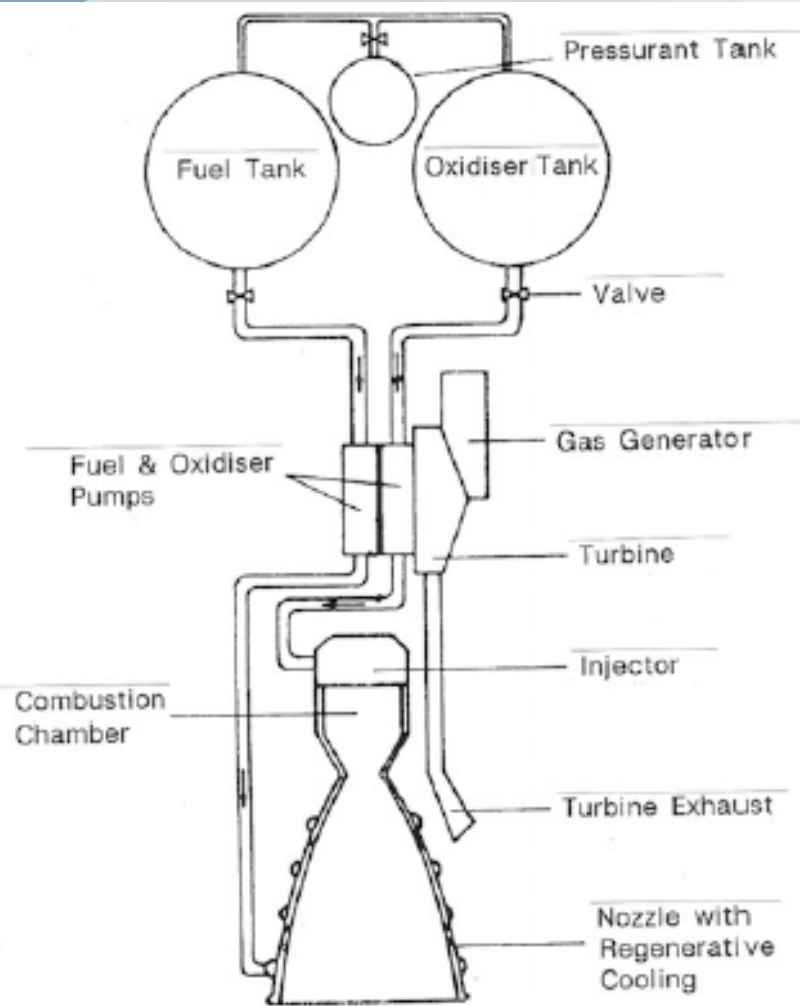 Pressurant Tank
Fuel Tank
Oxidiser Tank
Valve
Gas Generator
Fuel & Oxidiser
Pumps
Turbine
Injector
Combustion
Chamber
Turbine Exhaust
Nozzle with
Regenerative
Cooling